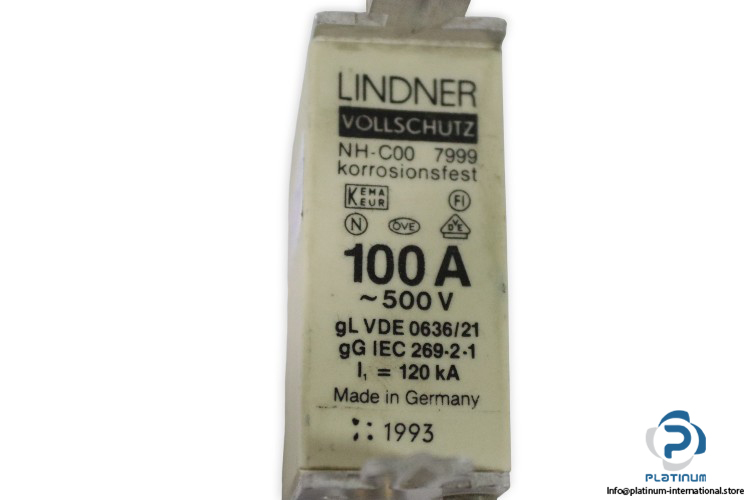 LINDNER
VOLLSCHUTZ
NH-C00 7999
korrosionsfest
KEMA KEUR
FI
N ÖVE VDE
100 A
~ 500 V
gL VDE 0636/21
gG IEC 269-2-1
I₁ = 120 kA
Made in Germany
1993
PLATINUM
Info@platinum-international.store